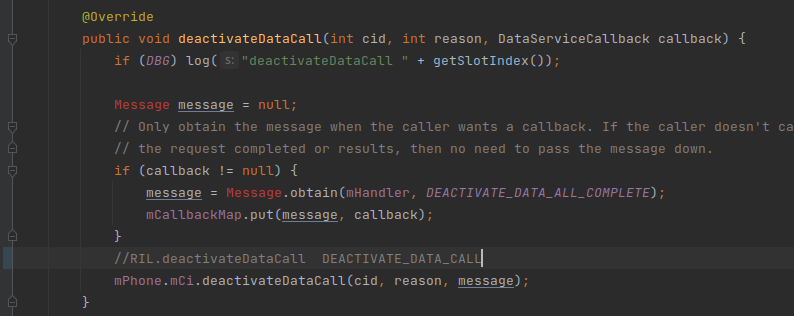 @Override
public void deactivateDataCall(int cid, int reason, DataServiceCallback callback) {
if (DBG) log( s: "deactivateDataCall " + getSlotIndex());
Message message = null;
// Only obtain the message when the caller wants a callback. If the caller doesn't ca
// the request completed or results, then no need to pass the message down.
if (callback != null) {
message = Message.obtain(mHandler, DEACTIVATE_DATA_ALL_COMPLETE);
mCallbackMap.put(message, callback);
}
//RIL.deactivateDataCall  DEACTIVATE_DATA_CALL
mPhone.mCi.deactivateDataCall(cid, reason, message);
}